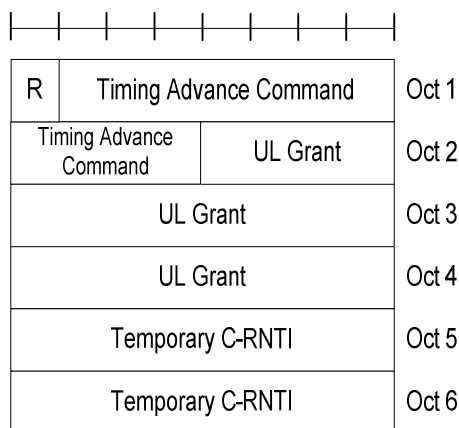 R Timing Advance Command Oct 1
Timing Advance
Command
UL Grant Oct 2
UL Grant Oct 3
UL Grant Oct 4
Temporary C-RNTI Oct 5
Temporary C-RNTI Oct 6